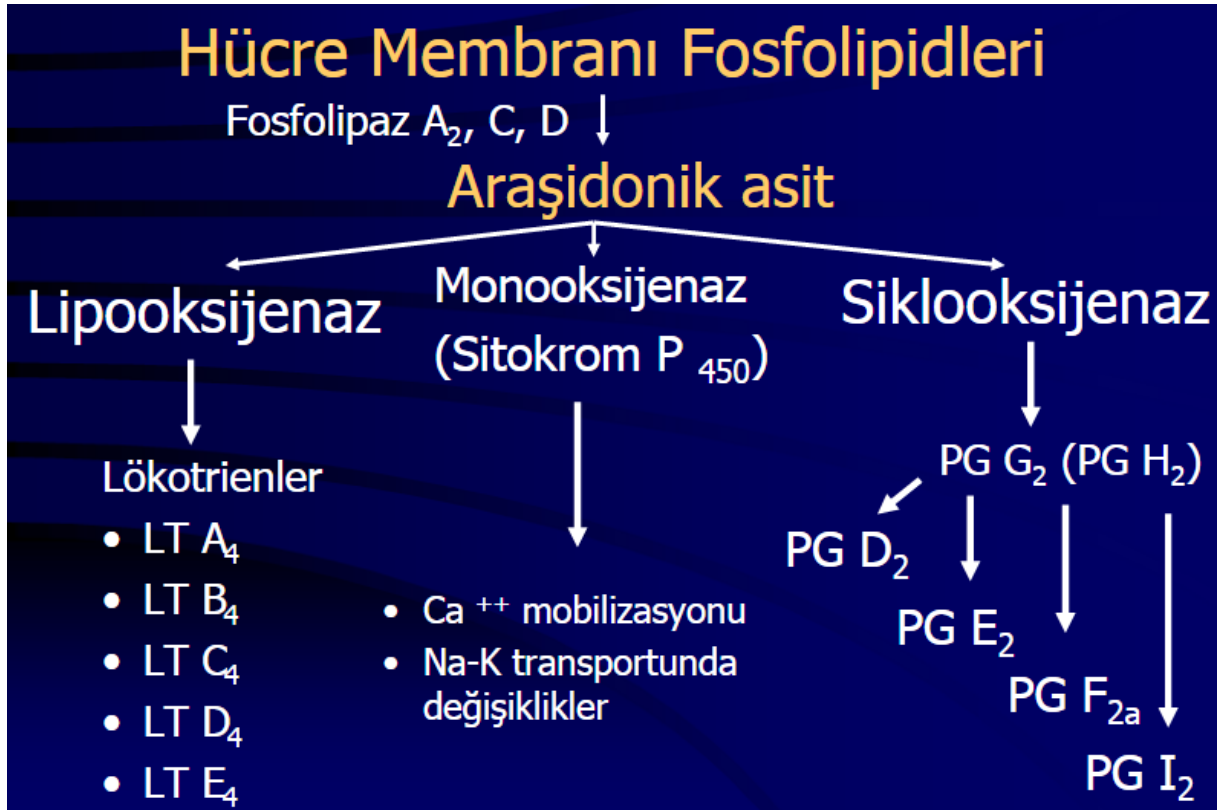 Hücre Membranı Fosfolipidleri
Fosfolipaz A₂, C, D
Araşidonik asit
Lipooksijenaz
Monooksijenaz
(Sitokrom P ₄₅₀)
Siklooksijenaz
Lökotrienler
• LT A₄
• LT B₄
• LT C₄
• LT D₄
• LT E₄
• Ca ⁺⁺ mobilizasyonu
• Na-K transportunda
değişiklikler
PG G₂ (PG H₂)
PG D₂
PG E₂
PG F₂ₐ
PG I₂